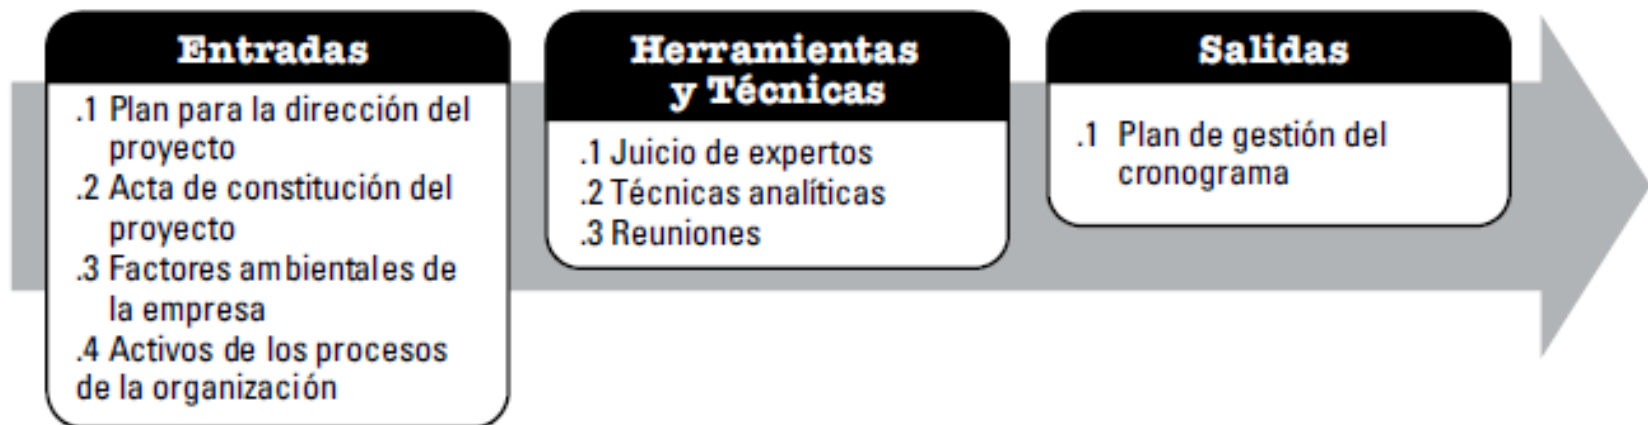 Entradas
.1 Plan para la dirección del
proyecto
.2 Acta de constitución del
proyecto
.3 Factores ambientales de
la empresa
.4 Activos de los procesos
de la organización
Herramientas
y Técnicas
.1 Juicio de expertos
.2 Técnicas analíticas
.3 Reuniones
Salidas
.1 Plan de gestión del
cronograma